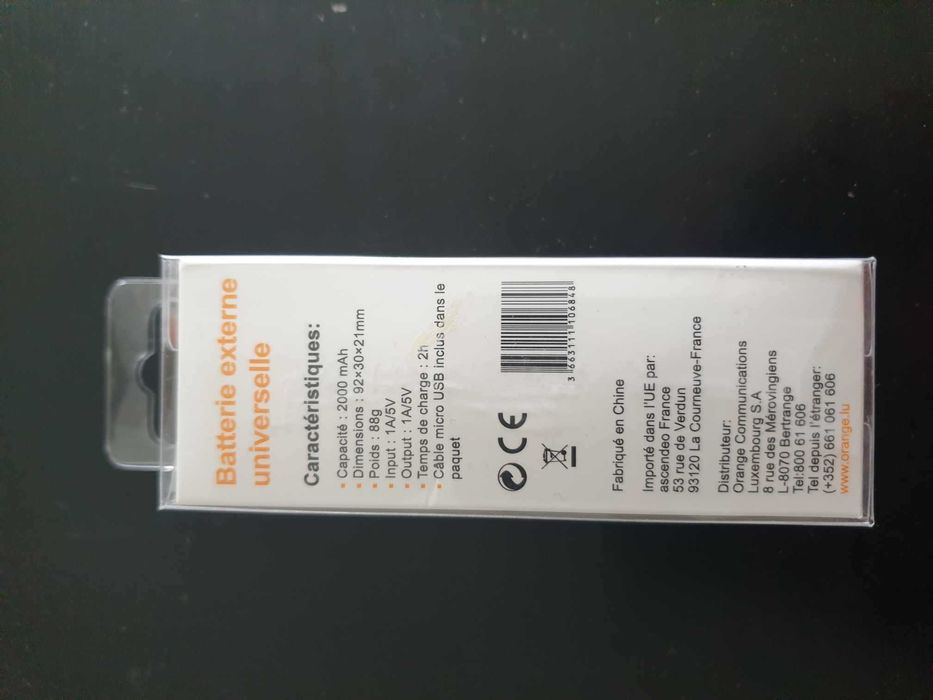 Batterie externe
universelle
Caractéristiques:
• Capacité : 2000 mAh
• Dimensions : 92×30×21mm
• Poids : 88g
• Input : 1A/5V
• Output : 1A/5V
• Temps de charge : 2h
• Câble micro USB inclus dans le
paquet
CE
3 663111 106848
Fabriqué en Chine
Importé dans l'UE par:
ascendeo France
53 rue de Verdun
93120 La Courneuve-France
Distributeur:
Orange Communications
Luxembourg S.A
8 rue des Mérovingiens
L-8070 Bertrange
Tel:800 61 606
Tel depuis l'étranger:
(+352) 661 061 606
www.orange.lu